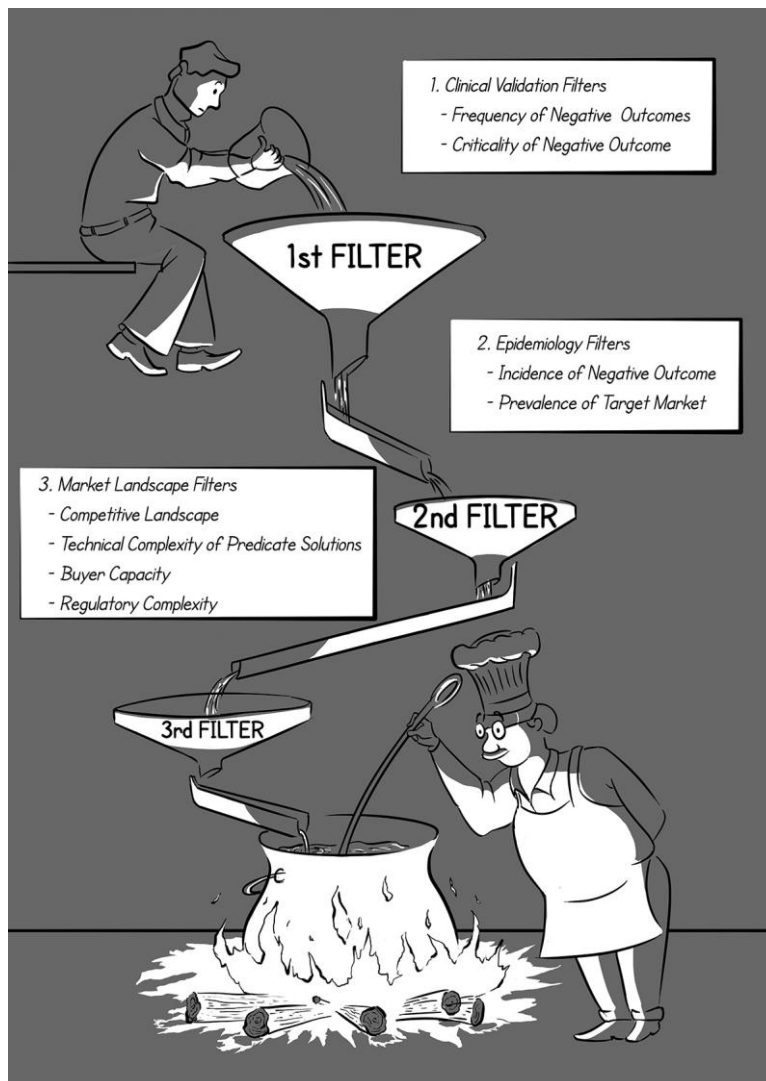 1. Clinical Validation Filters
- Frequency of Negative Outcomes
- Criticality of Negative Outcome
1st FILTER
2. Epidemiology Filters
- Incidence of Negative Outcome
- Prevalence of Target Market
3. Market Landscape Filters
- Competitive Landscape
- Technical Complexity of Predicate Solutions
- Buyer Capacity
- Regulatory Complexity
2nd FILTER
3rd FILTER